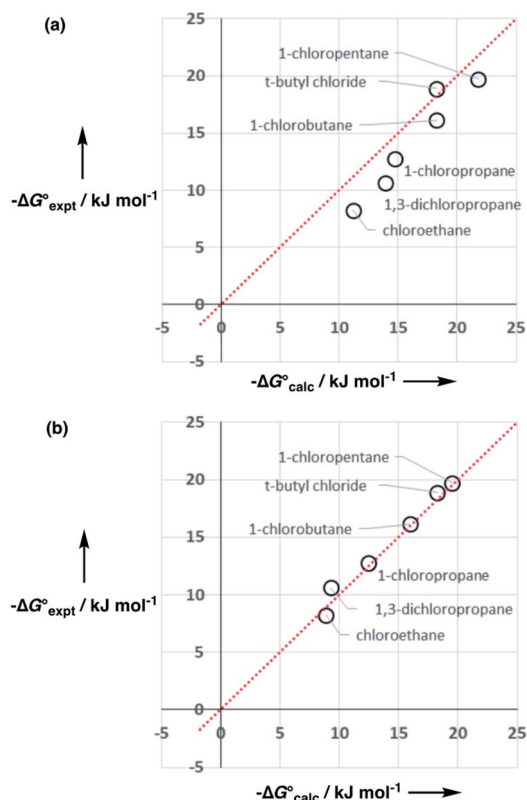 (a)
25
1-chloropentane
20
t-butyl chloride
15
1-chlorobutane
1-chloropropane
-ΔG°expt / kJ mol-1
10
1,3-dichloropropane
5
chloroethane
0
-5 0 5 10 15 20 25
-5
-ΔG°calc / kJ mol-1
(b)
25
1-chloropentane
20
t-butyl chloride
15
1-chlorobutane
1-chloropropane
-ΔG°expt / kJ mol-1
10
1,3-dichloropropane
5
chloroethane
0
-5 0 5 10 15 20 25
-5
-ΔG°calc / kJ mol-1